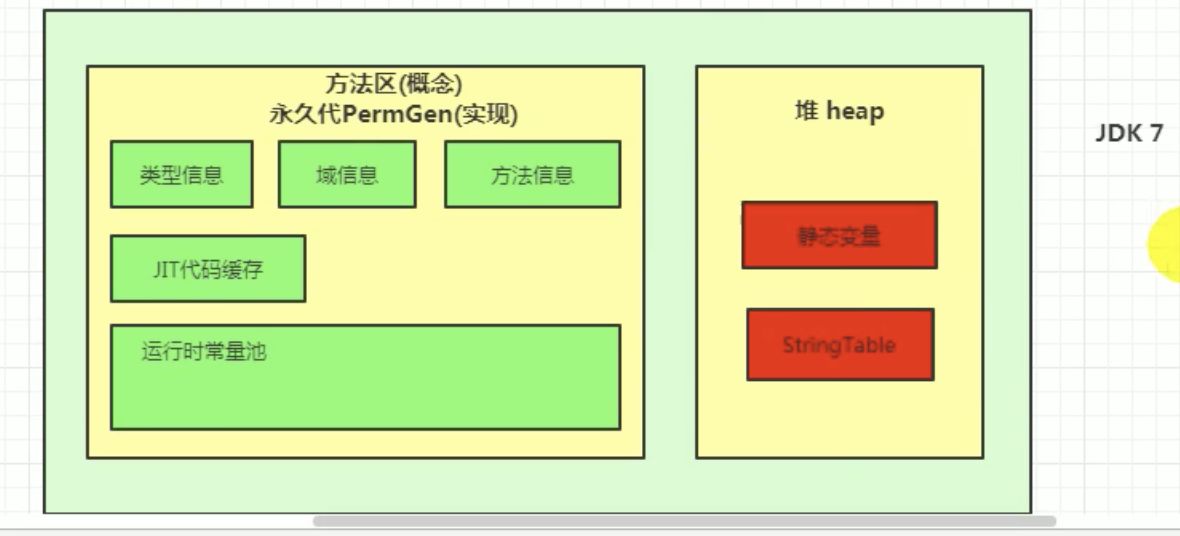 方法区(概念)
永久代PermGen(实现)
类型信息
域信息
方法信息
JIT代码缓存
运行时常量池
堆 heap
静态变量
StringTable
JDK 7